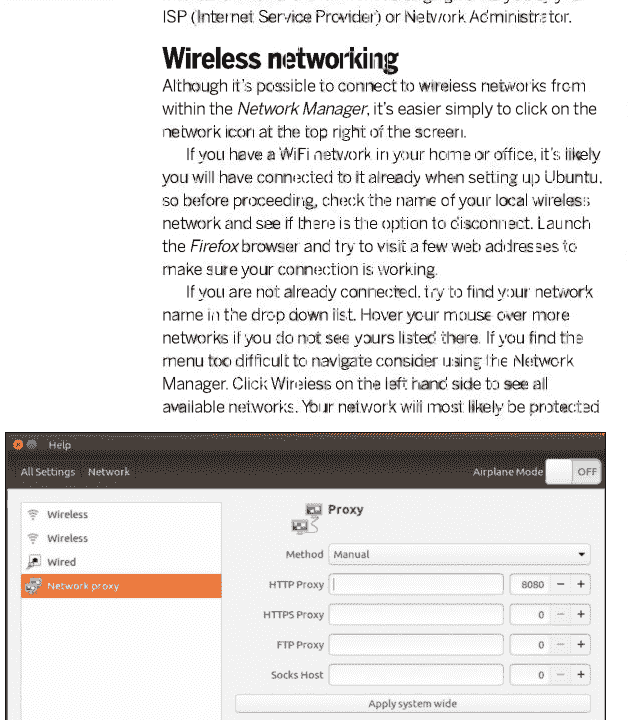 ISP (Internet Service Provider) or Network Administrator.
Wireless networking
Although it's possible to connect to wireless networks from
within the Network Manager, it's easier simply to click on the
network icon at the top right of the screen.
If you have a WiFi network in your home or office, it's likely
you will have connected to it already when setting up Ubuntu,
so before proceeding, check the name of your local wireless
network and see if there is the option to disconnect. Launch
the Firefox browser and try to visit a few web addresses to
make sure your connection is working.
If you are not already connected, try to find your network
name in the drop down list. Hover your mouse over more
networks if you do not see yours listed there. If you find the
menu too difficult to navigate consider using the Network
Manager. Click Wireless on the left hand side to see all
available networks. Your network will most likely be protected
Help
All Settings Network Airplane Mode OFF
Wireless
Wireless
Wired
Network proxy
Proxy
Method Manual
HTTP Proxy 8080 - +
HTTPS Proxy 0 - +
FTP Proxy 0 - +
Socks Host 0 - +
Apply system wide